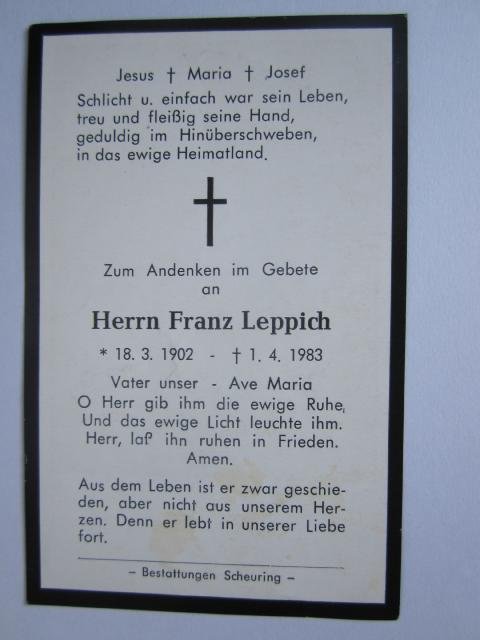 Jesus † Maria † Josef
Schlicht u. einfach war sein Leben,
treu und fleißig seine Hand,
geduldig im Hinüberschweben,
in das ewige Heimatland.
Zum Andenken im Gebete
an
Herrn Franz Leppich
* 18. 3. 1902 - † 1. 4. 1983
Vater unser - Ave Maria
O Herr gib ihm die ewige Ruhe,
Und das ewige Licht leuchte ihm.
Herr, laß ihn ruhen in Frieden.
Amen.
Aus dem Leben ist er zwar geschie-
den, aber nicht aus unserem Her-
zen. Denn er lebt in unserer Liebe
fort.
– Bestattungen Scheuring –